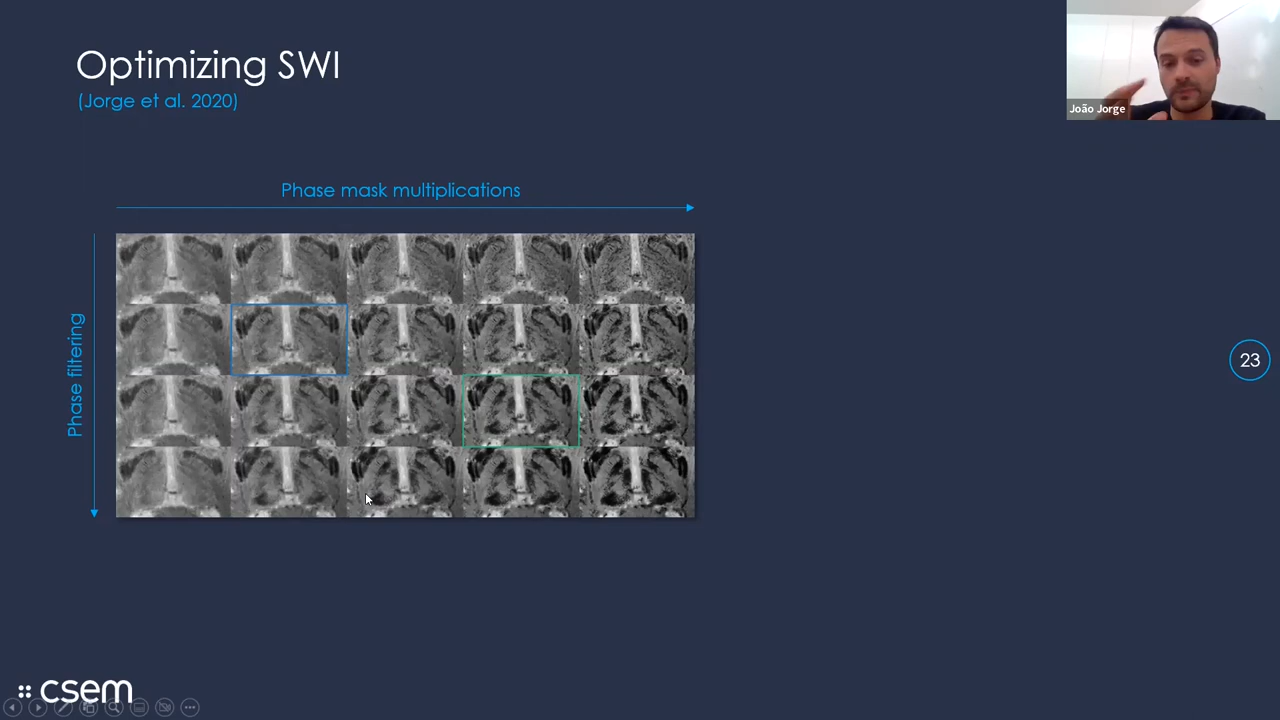 Optimizing SWI
(Jorge et al. 2020)
João Jorge
Phase mask multiplications
Phase filtering
23
csem